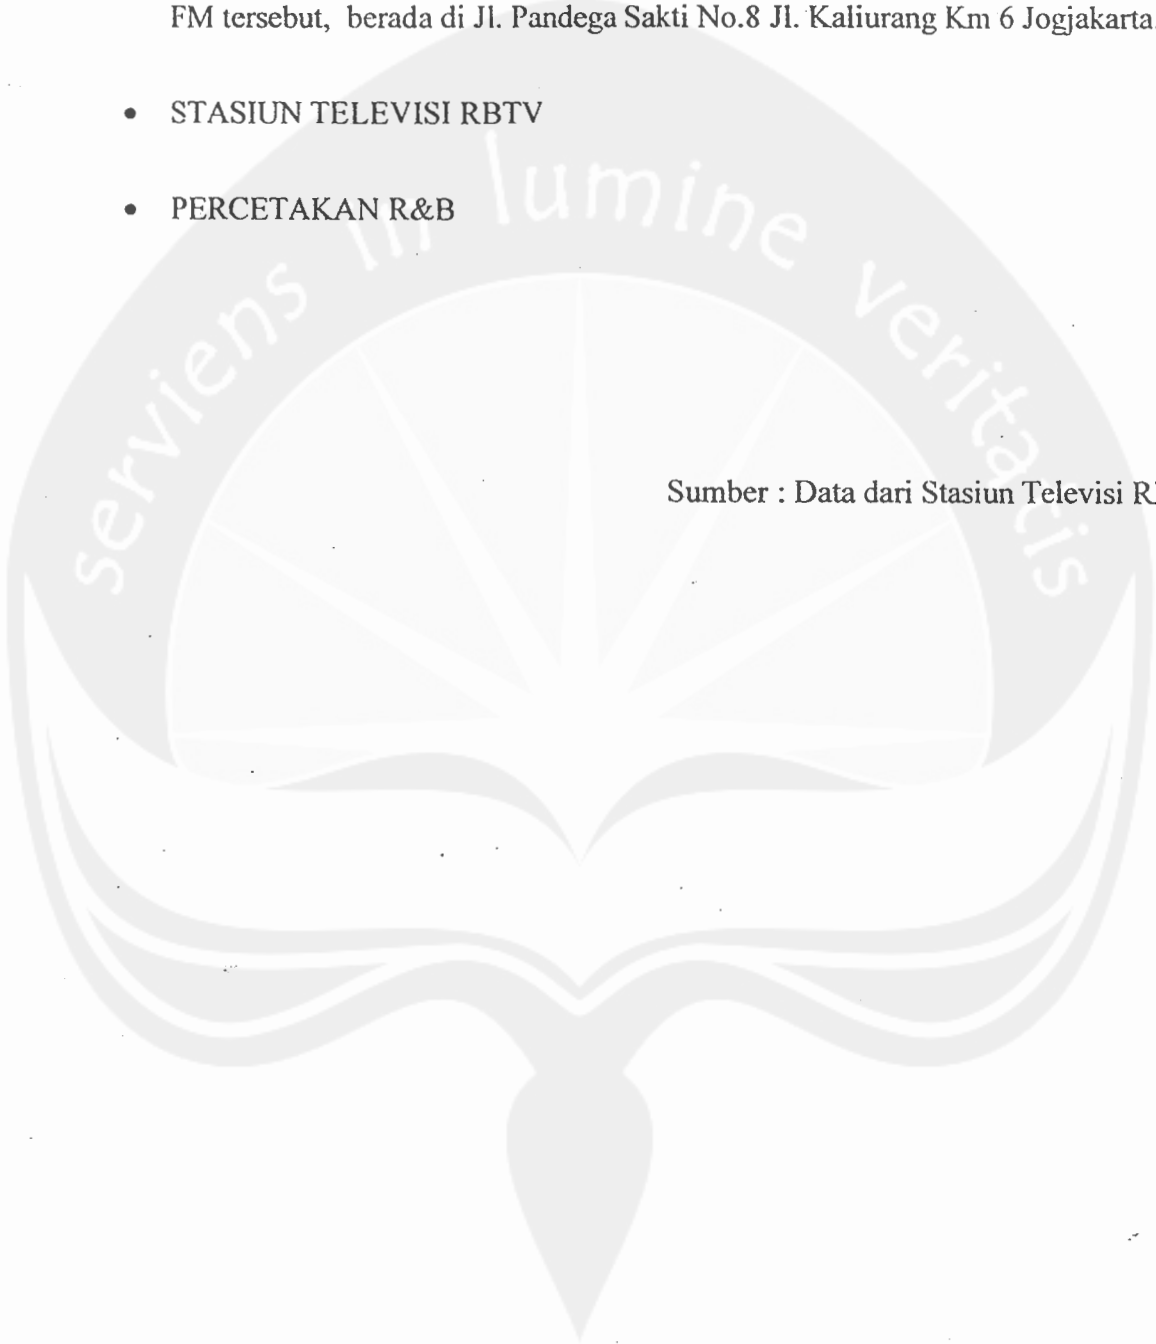 FM tersebut, berada di Jl. Pandega Sakti No.8 Jl. Kaliurang Km 6 Jogjakarta.
• STASIUN TELEVISI RBTV
• PERCETAKAN R&B
serviens in lumine veritatis
Sumber : Data dari Stasiun Televisi